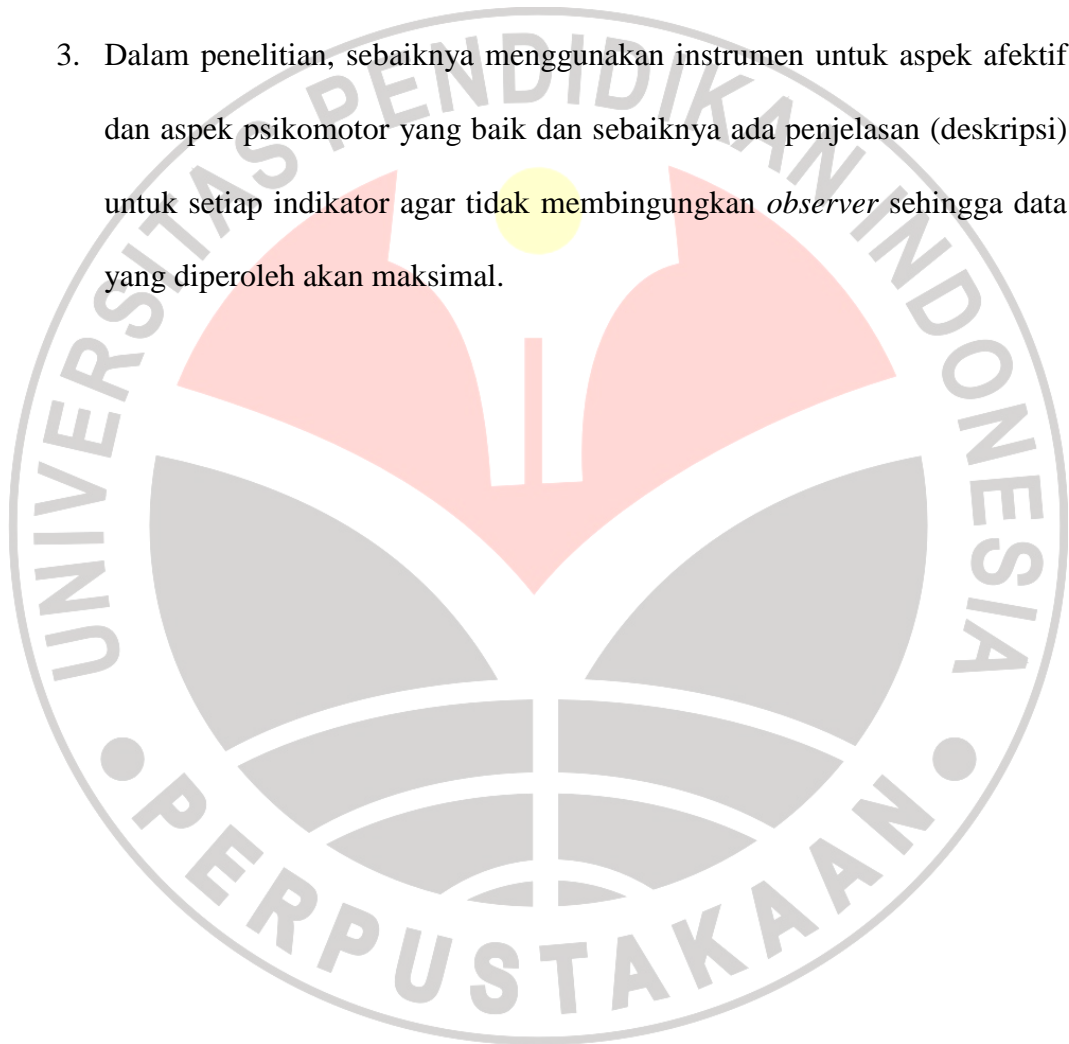 3. Dalam penelitian, sebaiknya menggunakan instrumen untuk aspek afektif
dan aspek psikomotor yang baik dan sebaiknya ada penjelasan (deskripsi)
untuk setiap indikator agar tidak membingungkan observer sehingga data
yang diperoleh akan maksimal.
UNIVERSITAS PENDIDIKAN INDONESIA
PERPUSTAKAAN